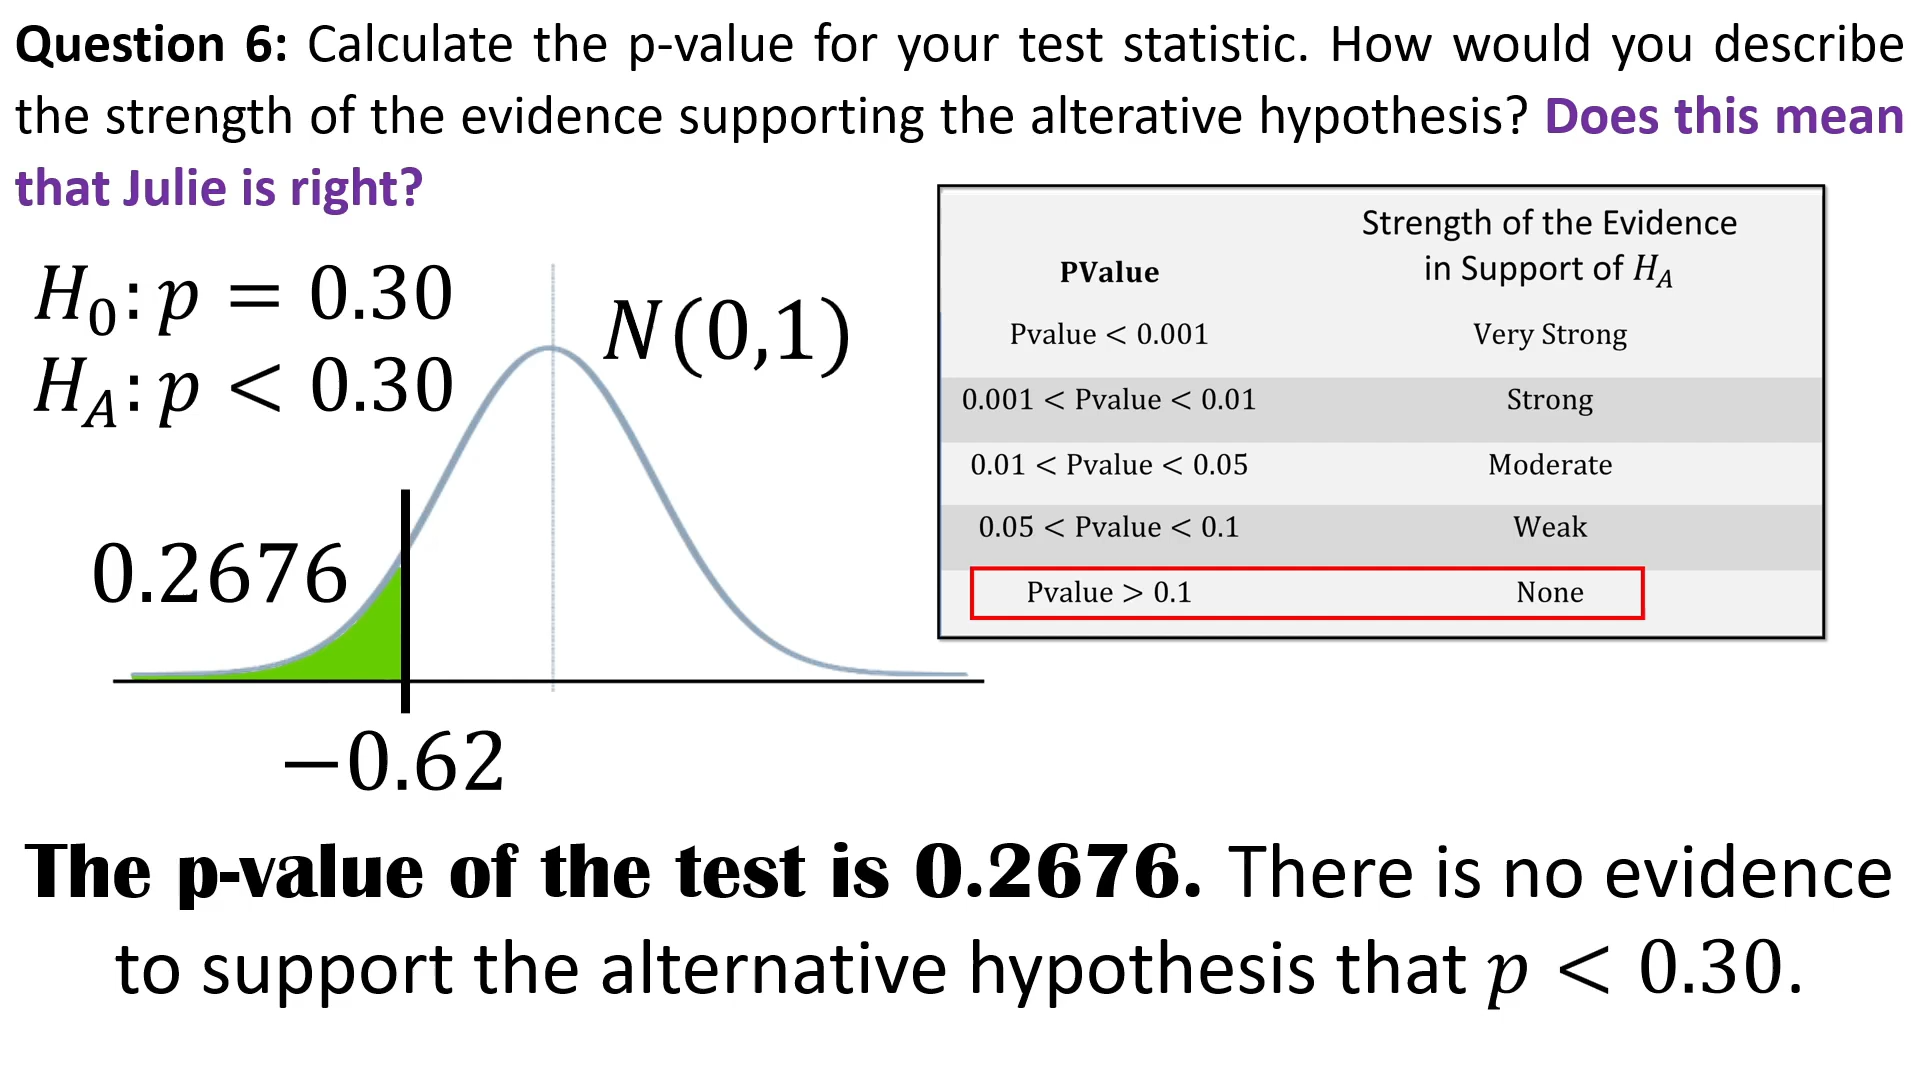 Question 6: Calculate the p-value for your test statistic. How would you describe
the strength of the evidence supporting the alterative hypothesis? Does this mean
that Julie is right?
H₀: p = 0.30
H_A: p < 0.30
N(0,1)
0.2676
−0.62
PValue
Strength of the Evidence
in Support of H_A
Pvalue < 0.001 Very Strong
0.001 < Pvalue < 0.01 Strong
0.01 < Pvalue < 0.05 Moderate
0.05 < Pvalue < 0.1 Weak
Pvalue > 0.1 None
The p-value of the test is 0.2676. There is no evidence
to support the alternative hypothesis that p < 0.30.